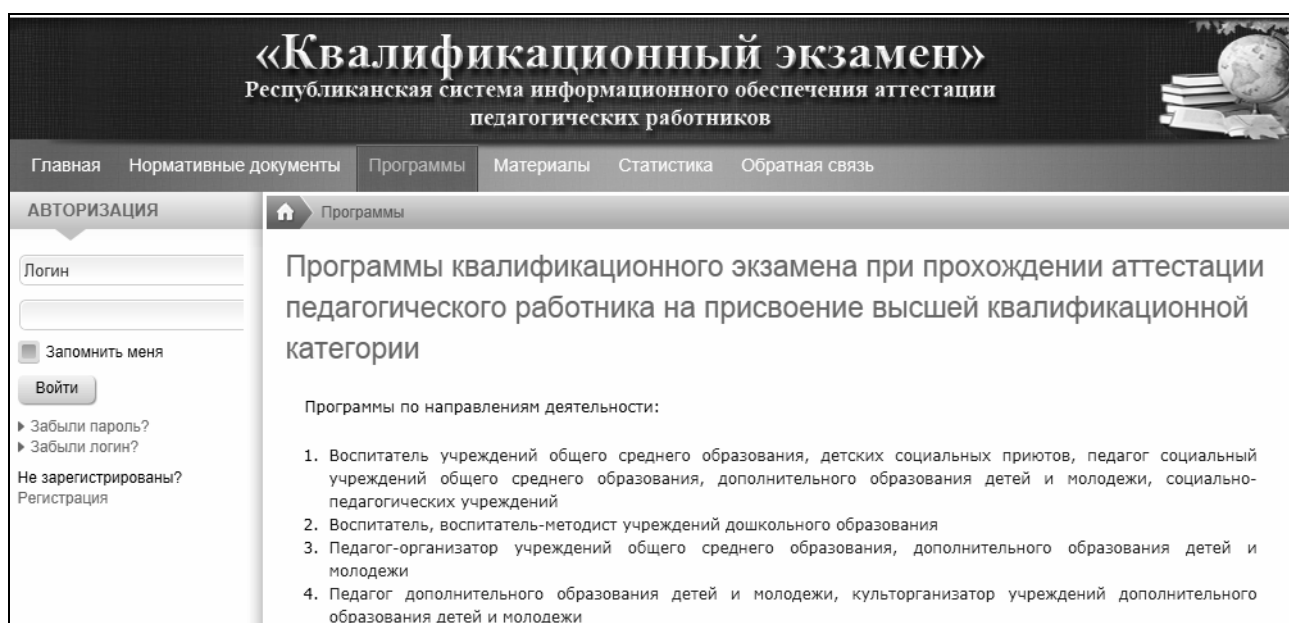 «Квалификационный экзамен»
Республиканская система информационного обеспечения аттестации
педагогических работников
Главная Нормативные документы Программы Материалы Статистика Обратная связь
АВТОРИЗАЦИЯ
Программы
Логин
Запомнить меня
Войти
Забыли пароль?
Забыли логин?
Не зарегистрированы?
Регистрация
Программы квалификационного экзамена при прохождении аттестации
педагогического работника на присвоение высшей квалификационной
категории
Программы по направлениям деятельности:
1. Воспитатель учреждений общего среднего образования, детских социальных приютов, педагог социальный
учреждений общего среднего образования, дополнительного образования детей и молодежи, социально-
педагогических учреждений
2. Воспитатель, воспитатель-методист учреждений дошкольного образования
3. Педагог-организатор учреждений общего среднего образования, дополнительного образования детей и
молодежи
4. Педагог дополнительного образования детей и молодежи, культорганизатор учреждений дополнительного
образования детей и молодежи